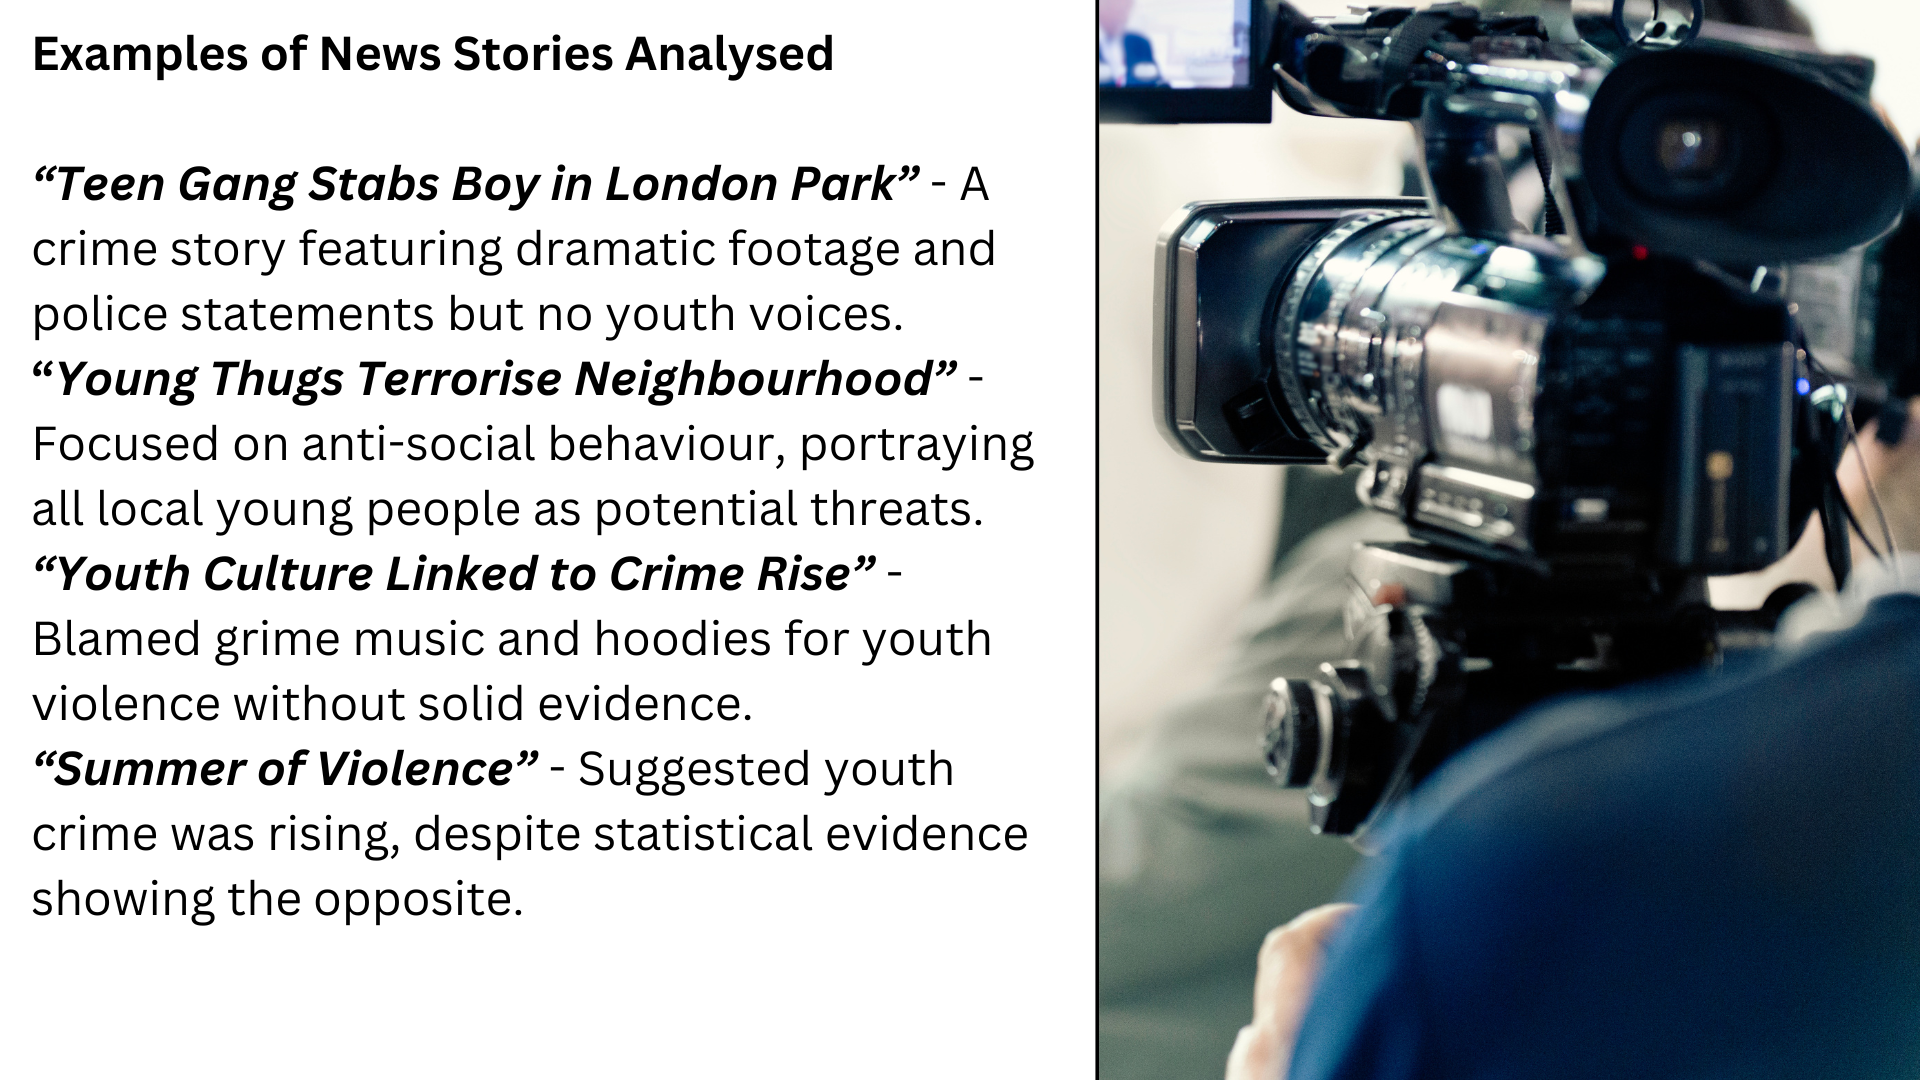 Examples of News Stories Analysed
“Teen Gang Stabs Boy in London Park” - A
crime story featuring dramatic footage and
police statements but no youth voices.
“Young Thugs Terrorise Neighbourhood” -
Focused on anti-social behaviour, portraying
all local young people as potential threats.
“Youth Culture Linked to Crime Rise” -
Blamed grime music and hoodies for youth
violence without solid evidence.
“Summer of Violence” - Suggested youth
crime was rising, despite statistical evidence
showing the opposite.